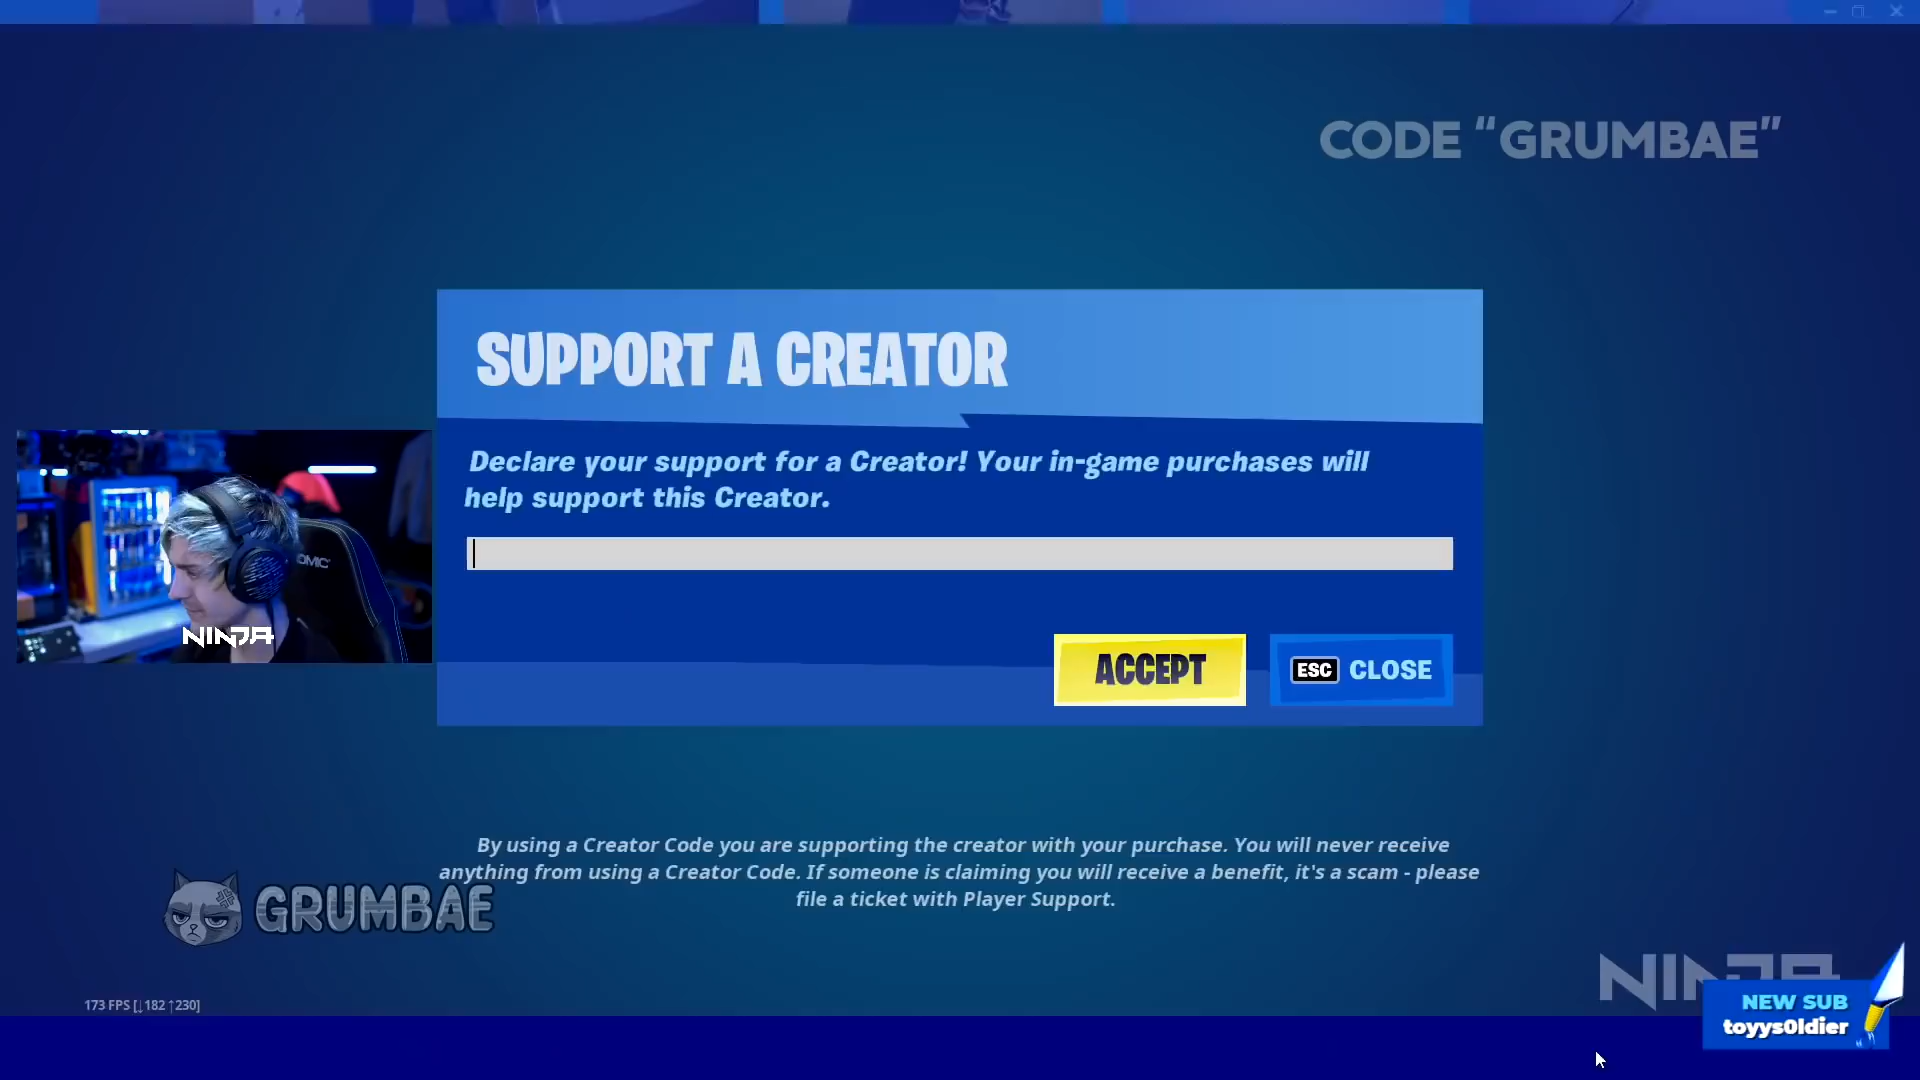 CODE "GRUMBAE"
SUPPORT A CREATOR
Declare your support for a Creator! Your in-game purchases will
help support this Creator.
OMIC
NINJA
ACCEPT
ESC CLOSE
By using a Creator Code you are supporting the creator with your purchase. You will never receive
anything from using a Creator Code. If someone is claiming you will receive a benefit, it's a scam - please
file a ticket with Player Support.
GRUMBAE
NINJA
NEW SUB
toyys0ldier
173 FPS [↓182 ↑230]